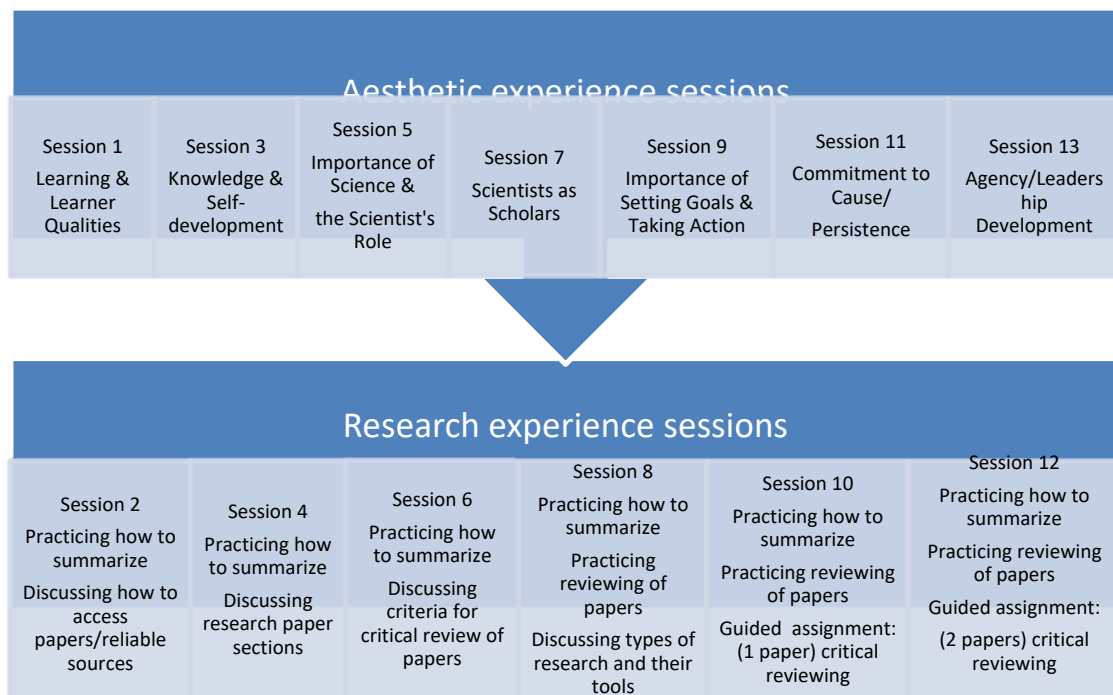 Aesthetic experience sessions
Session 1
Learning &
Learner
Qualities
Session 3
Knowledge &
Self-
development
Session 5
Importance of
Science &
the Scientist's
Role
Session 7
Scientists as
Scholars
Session 9
Importance of
Setting Goals &
Taking Action
Session 11
Commitment to
Cause/
Persistence
Session 13
Agency/Leaders
hip
Development
Research experience sessions
Session 2
Practicing how to
summarize
Discussing how to
access
papers/reliable
sources
Session 4
Practicing how
to summarize
Discussing
research paper
sections
Session 6
Practicing how
to summarize
Discussing
criteria for
critical review of
papers
Session 8
Practicing how to
summarize
Practicing
reviewing of
papers
Discussing types of
research and their
tools
Session 10
Practicing how to
summarize
Practicing reviewing
of papers
Guided assignment:
(1 paper) critical
reviewing
Session 12
Practicing how to
summarize
Practicing reviewing
of papers
Guided assignment:
(2 papers) critical
reviewing